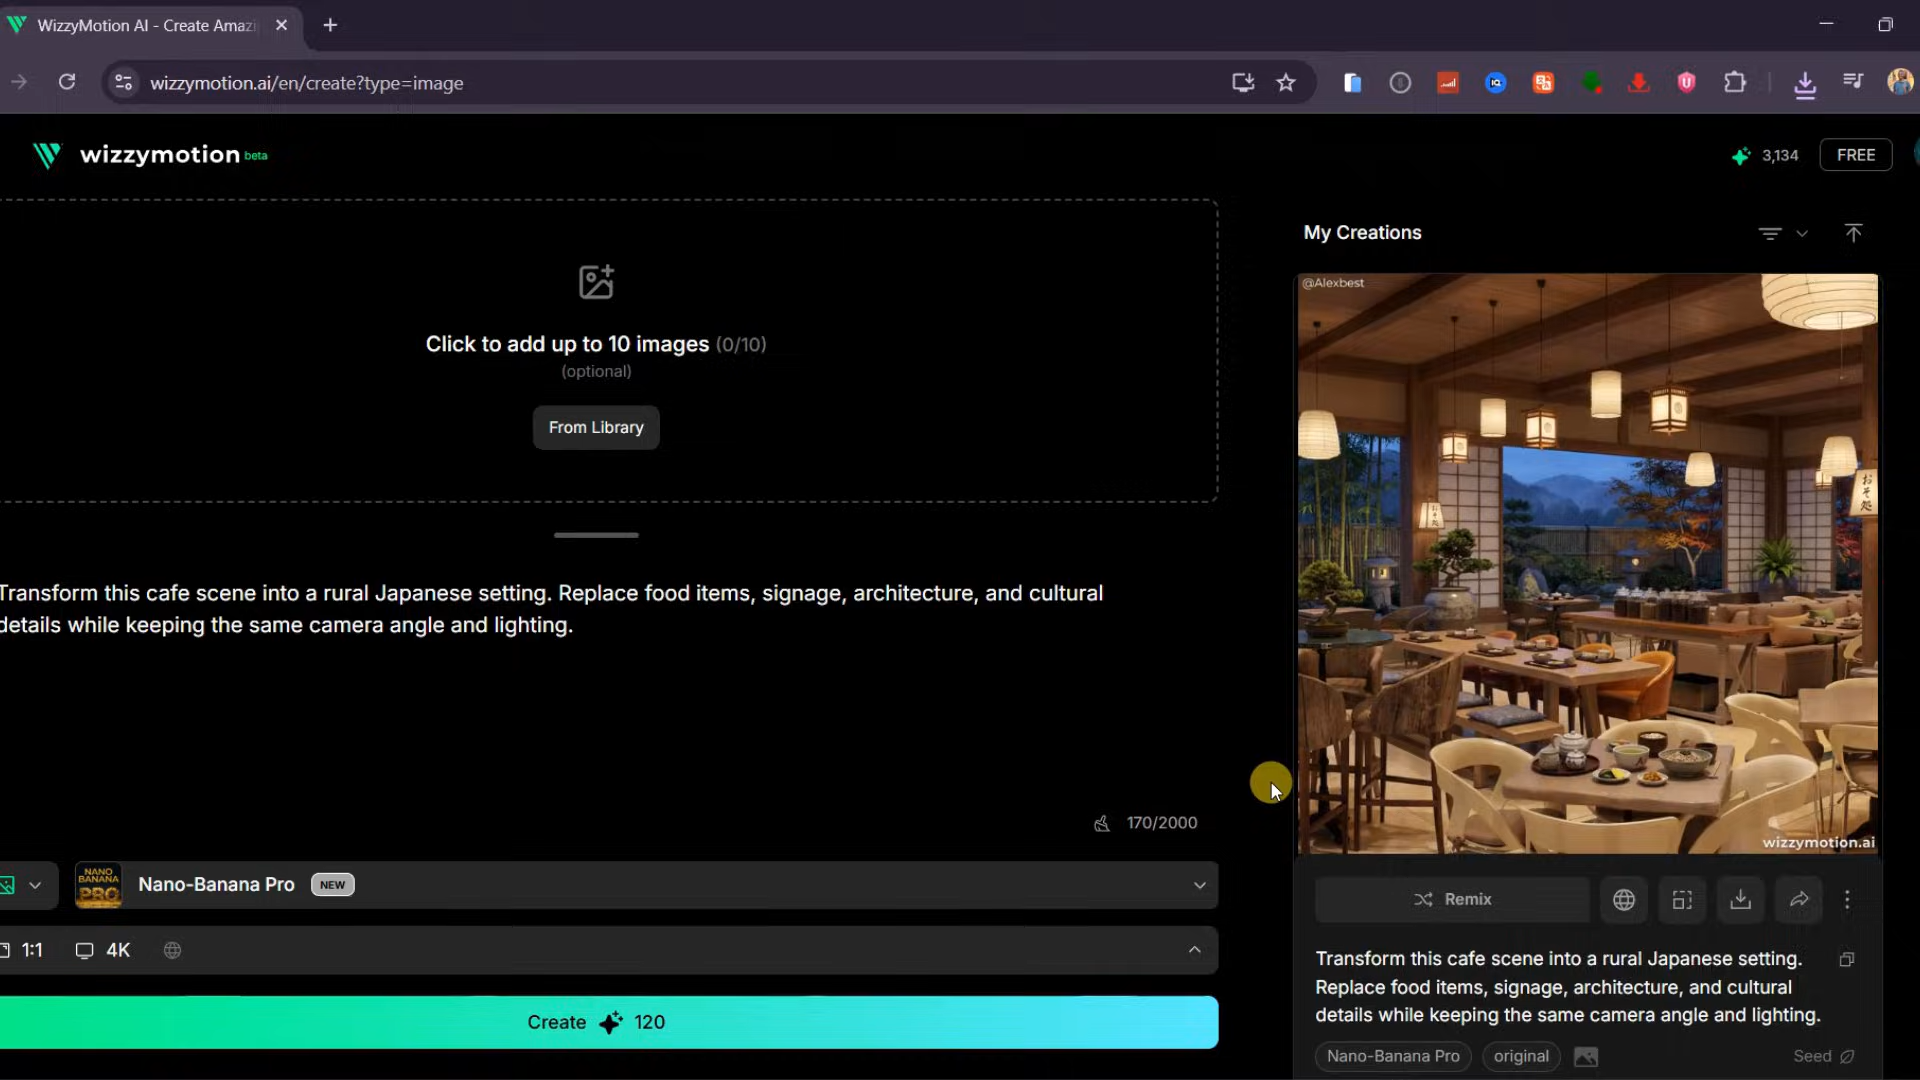 WizzyMotion AI - Create Amazi
wizzymotion.ai/en/create?type=image
wizzymotion beta
3,134
FREE
Click to add up to 10 images (0/10)
(optional)
From Library
Transform this cafe scene into a rural Japanese setting. Replace food items, signage, architecture, and cultural
details while keeping the same camera angle and lighting.
170/2000
NANO
BANANA
PRO
Nano-Banana Pro NEW
1:1 4K
Create 120
My Creations
@Alexbest
wizzymotion.ai
Remix
Transform this cafe scene into a rural Japanese setting.
Replace food items, signage, architecture, and cultural
details while keeping the same camera angle and lighting.
Nano-Banana Pro original Seed